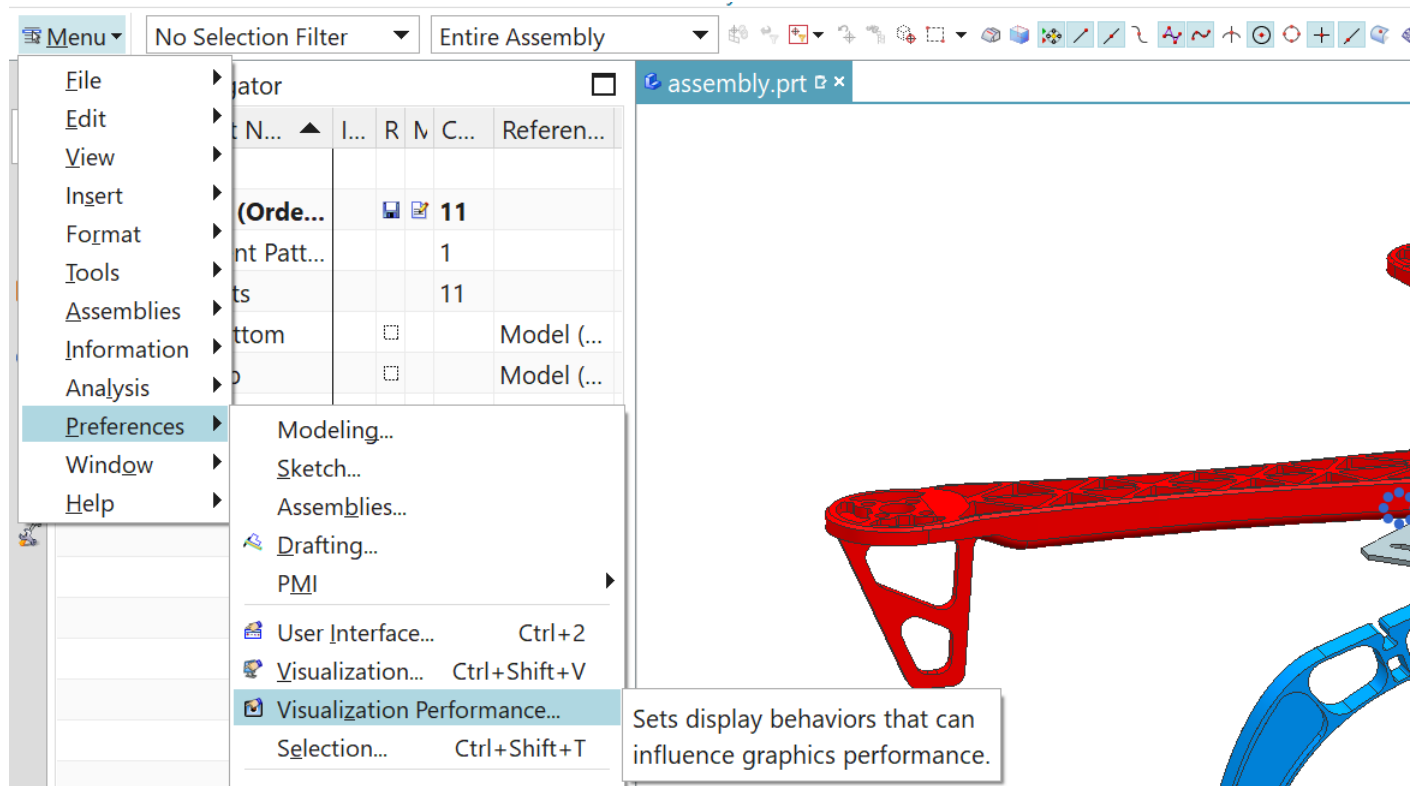 Menu No Selection Filter Entire Assembly
File
Edit
View
Insert
Format
Tools
Assemblies
Information
Analysis
Preferences
Window
Help
gator
t N... I... R M C... Referen...
(Orde... 11
nt Patt... 1
ts 11
ttom Model (...
Model (...
assembly.prt
Modeling...
Sketch...
Assemblies...
Drafting...
PMI
User Interface... Ctrl+2
Visualization... Ctrl+Shift+V
Visualization Performance...
Selection... Ctrl+Shift+T
Sets display behaviors that can
influence graphics performance.